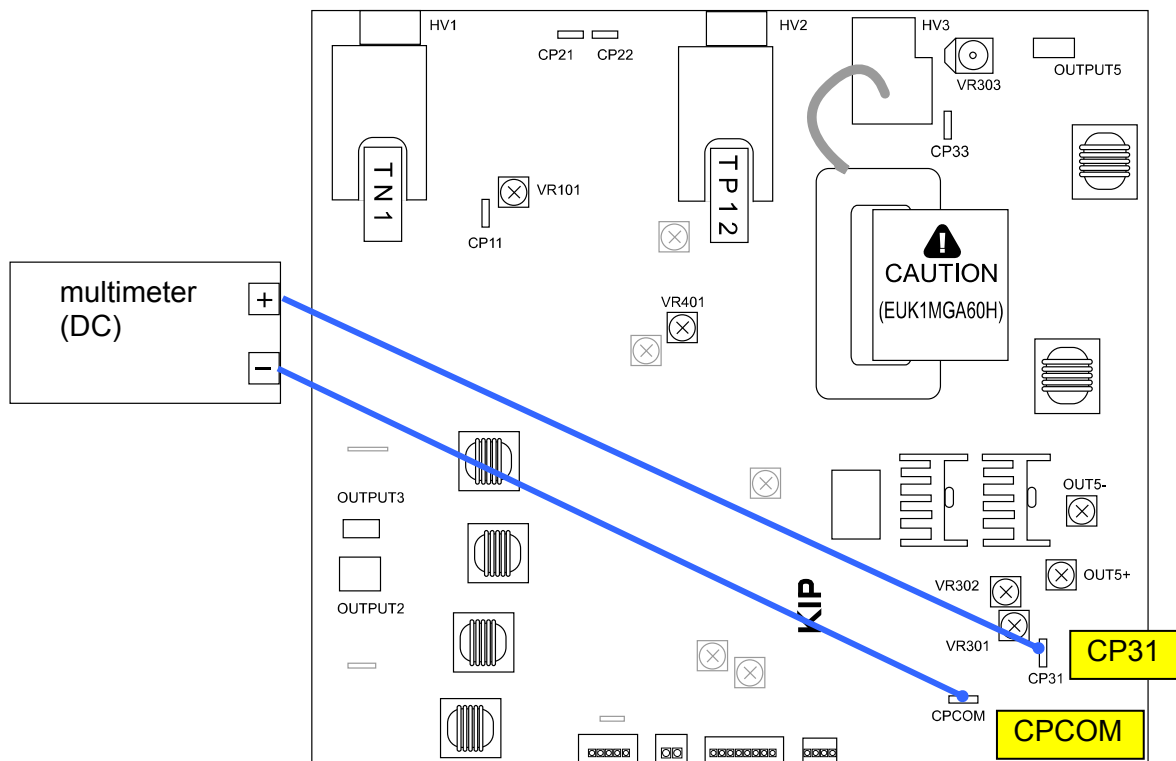 HV1
HV2
HV3
CP21
CP22
VR303
OUTPUT5
CP33
TN1
TP12
VR101
CP11
CAUTION
(EUK1MGA60H)
multimeter
(DC)
+
−
VR401
OUTPUT3
OUTPUT2
OUT5-
OUT5+
VR302
VR301
KIP
CP31
CP31
CPCOM
CPCOM